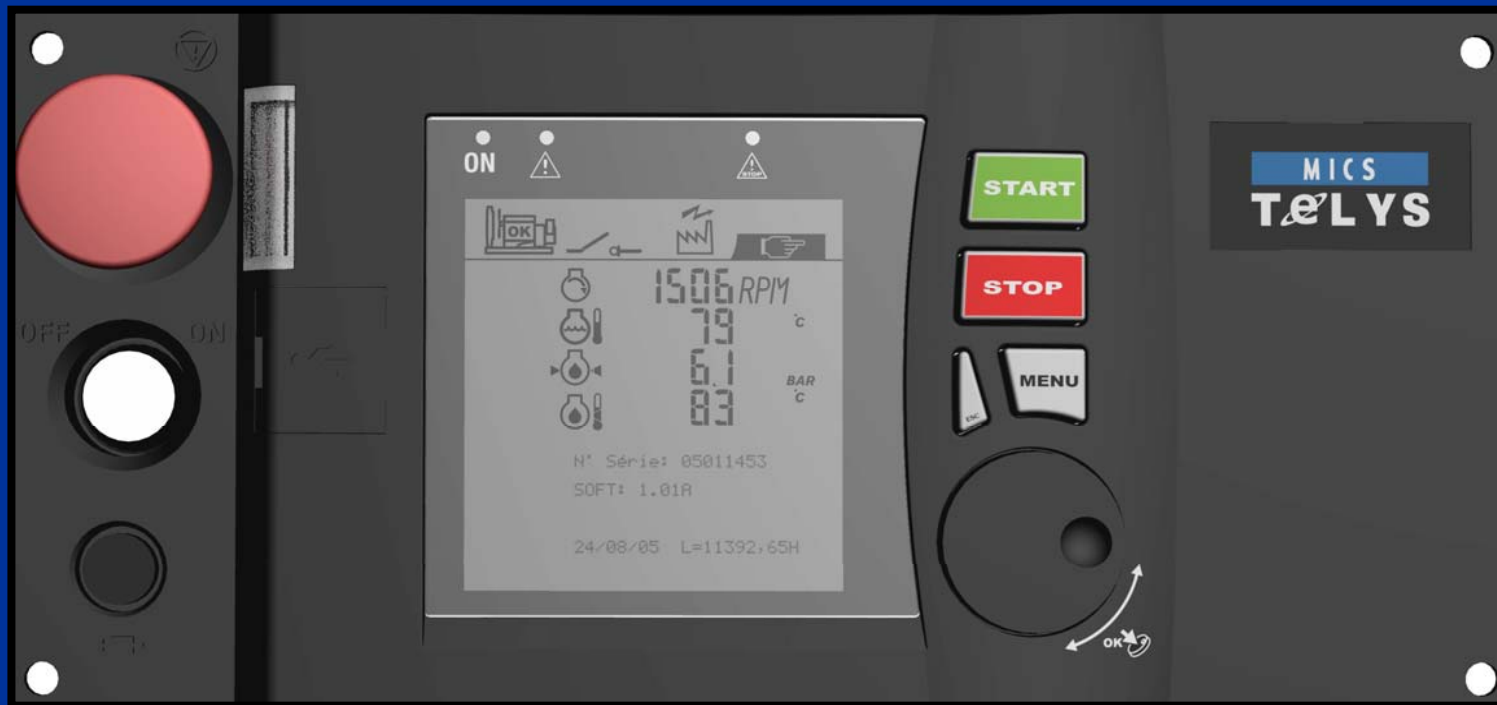 OFF
ON
ON
STOP
OK
1506 RPM
79 °C
6.1 BAR
83 °C
N° Série: 05011453
SOFT: 1.01A
24/08/05 L=11392,65H
START
STOP
ESC
MENU
OK
MICS
TeLYS